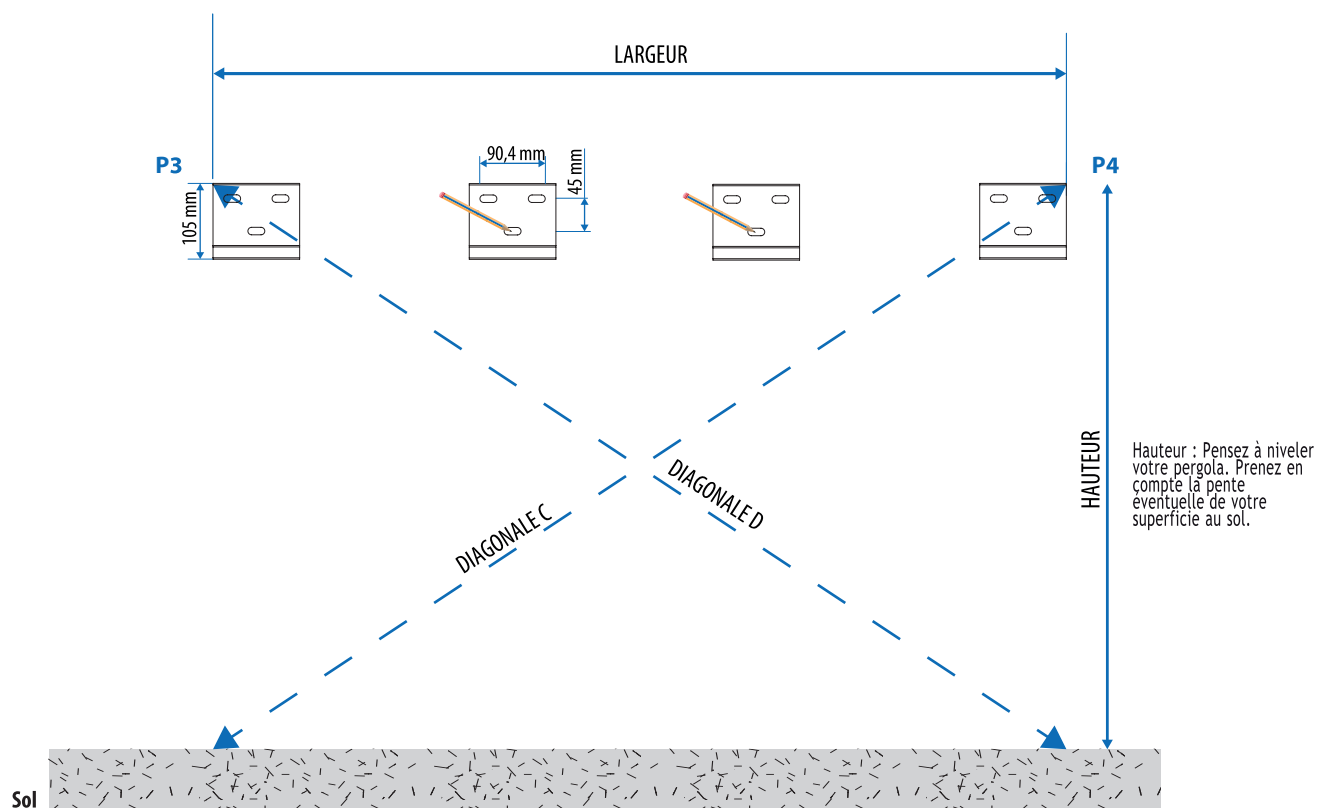 LARGEUR
P3
90,4 mm
45 mm
P4
105 mm
HAUTEUR
Hauteur : Pensez à niveler
votre pergola. Prenez en
compte la pente
éventuelle de votre
superficie au sol.
DIAGONALE C
DIAGONALE D
Sol